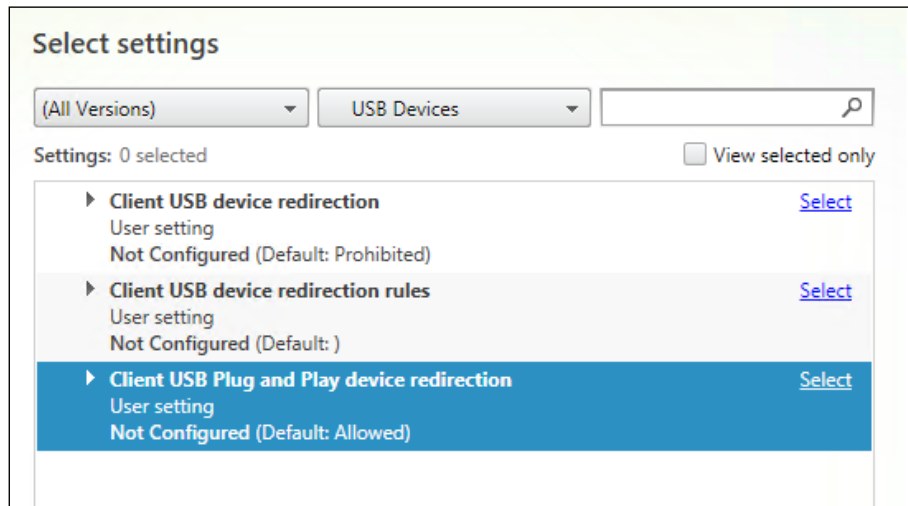 Select settings
(All Versions) USB Devices
Settings: 0 selected View selected only
Client USB device redirection Select
User setting
Not Configured (Default: Prohibited)
Client USB device redirection rules Select
User setting
Not Configured (Default: )
Client USB Plug and Play device redirection Select
User setting
Not Configured (Default: Allowed)